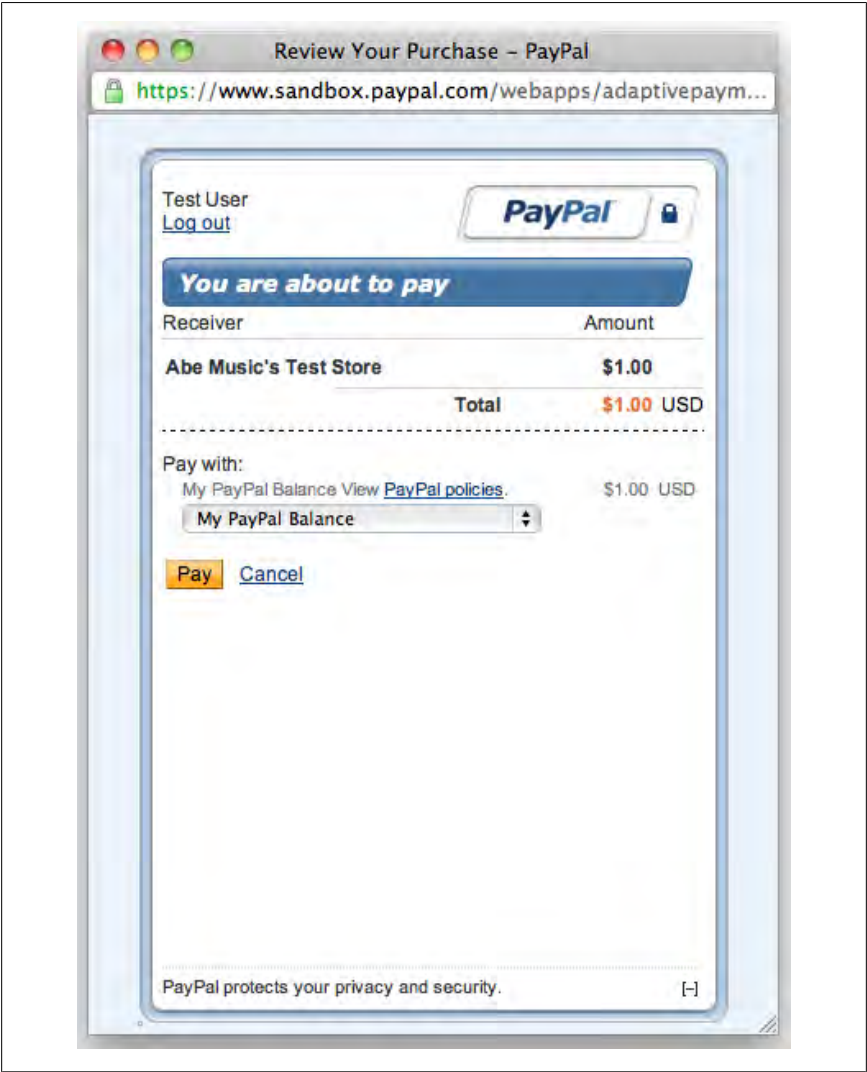 Review Your Purchase – PayPal
https://www.sandbox.paypal.com/webapps/adaptivepaym...
Test User
Log out
PayPal
You are about to pay
Receiver Amount
Abe Music's Test Store $1.00
Total $1.00 USD
Pay with:
My PayPal Balance View PayPal policies. $1.00 USD
My PayPal Balance
Pay Cancel
PayPal protects your privacy and security. [–]